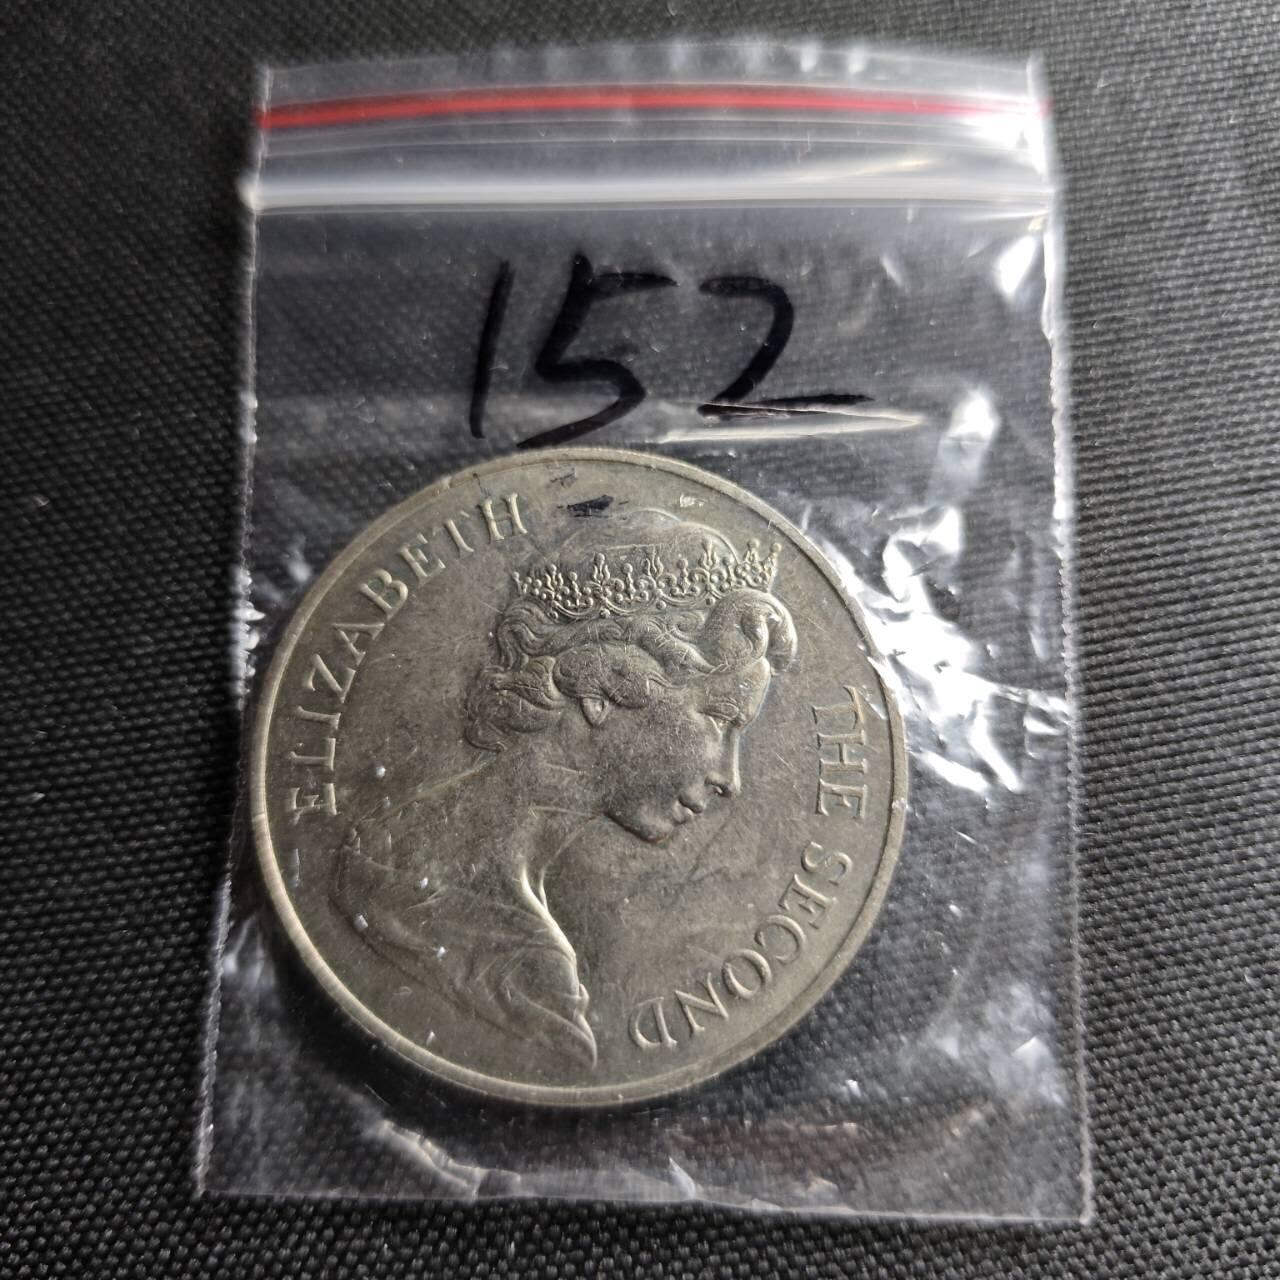 152
ELIZABETH THE SECOND